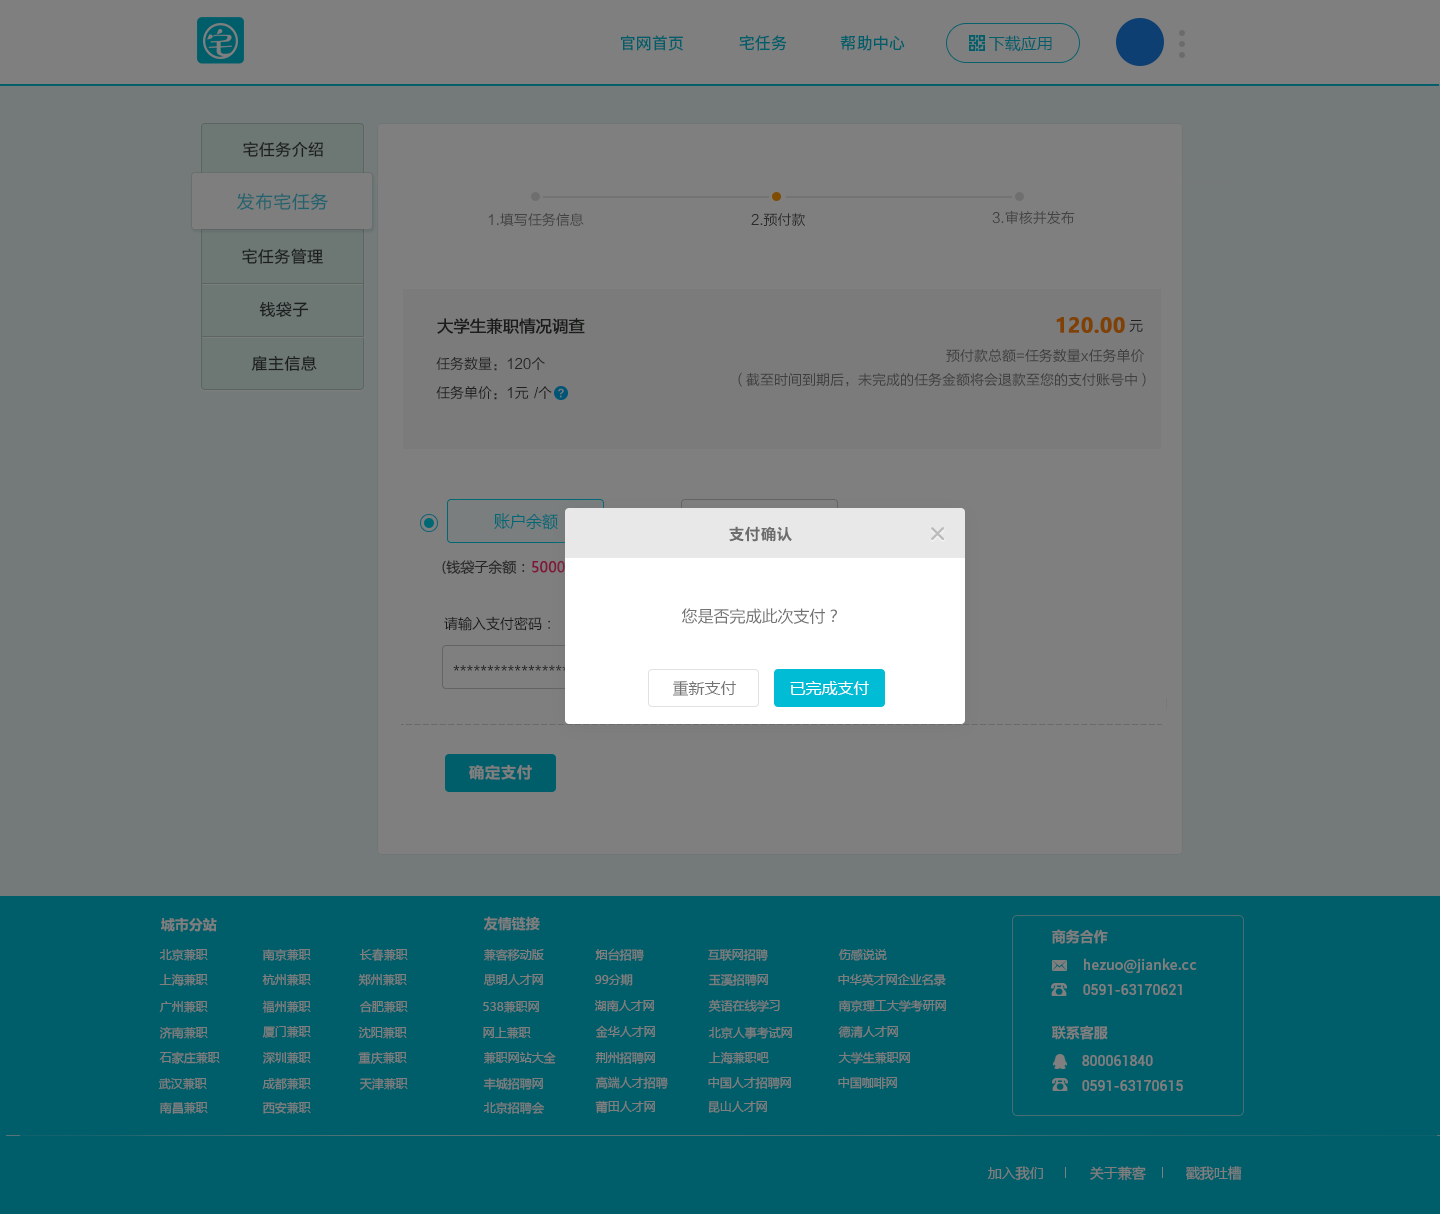 宅
官网首页 宅任务 帮助中心 下载应用
宅任务介绍
发布宅任务
宅任务管理
钱袋子
雇主信息
1.填写任务信息 2.预付款 3.审核并发布
大学生兼职情况调查
120.00 元
任务数量：120个
预付款总额=任务数量x任务单价
（ 截至时间到期后，未完成的任务金额将会退款至您的支付账号中 ）
任务单价：1元 /个 ?
账户余额
(钱袋子余额：5000
请输入支付密码：
*****************
支付确认
您是否完成此次支付？
重新支付 已完成支付
确定支付
城市分站
北京兼职 南京兼职 长春兼职
上海兼职 杭州兼职 郑州兼职
广州兼职 福州兼职 合肥兼职
济南兼职 厦门兼职 沈阳兼职
石家庄兼职 深圳兼职 重庆兼职
武汉兼职 成都兼职 天津兼职
南昌兼职 西安兼职
友情链接
兼客移动版 烟台招聘 互联网招聘 伤感说说
思明人才网 99分期 玉溪招聘网 中华英才网企业名录
538兼职网 湖南人才网 英语在线学习 南京理工大学考研网
网上兼职 金华人才网 北京人事考试网 德清人才网
兼职网站大全 荆州招聘网 上海兼职吧 大学生兼职网
丰城招聘网 高端人才招聘 中国人才招聘网 中国咖啡网
北京招聘会 莆田人才网 昆山人才网
商务合作
hezuo@jianke.cc
0591-63170621
联系客服
800061840
0591-63170615
加入我们 | 关于兼客 | 戳我吐槽